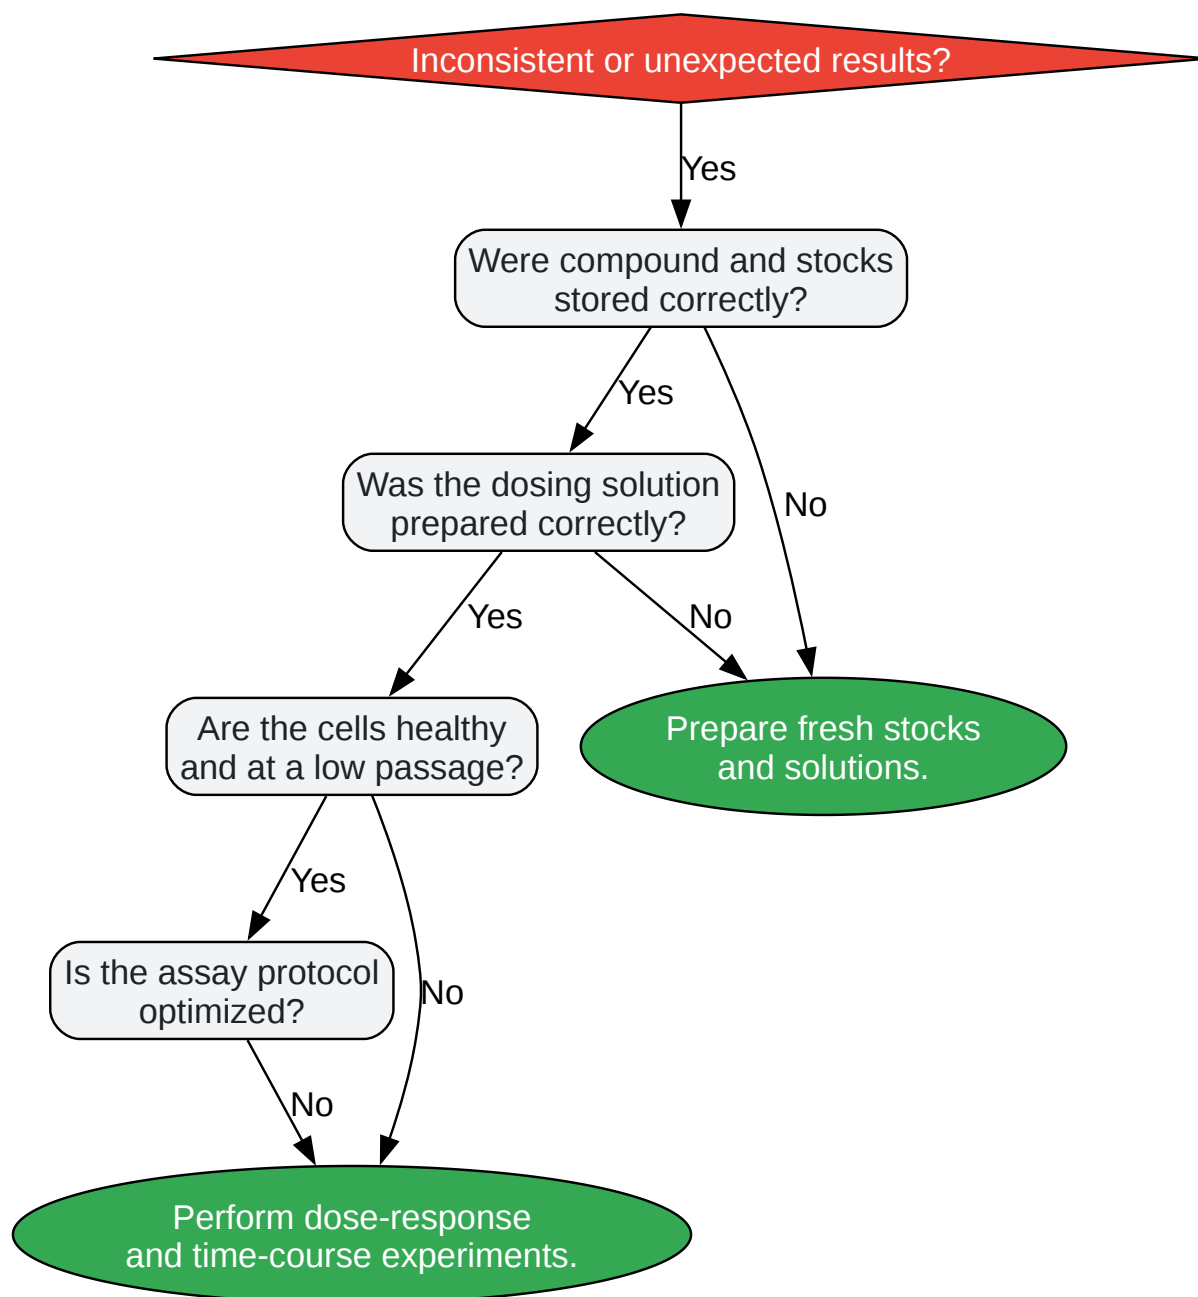 Inconsistent or unexpected results?
Yes
Were compound and stocks
stored correctly?
Yes
No
Was the dosing solution
prepared correctly?
Yes
No
Are the cells healthy
and at a low passage?
Prepare fresh stocks
and solutions.
Yes
No
Is the assay protocol
optimized?
No
Perform dose-response
and time-course experiments.